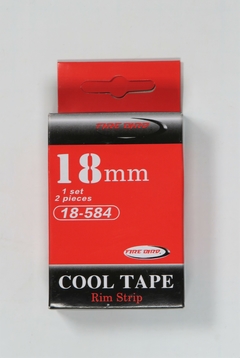 18mm
1 set
2 pieces
18-584
COOL TAPE
Rim Strip